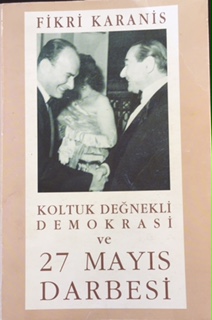 FİKRİ KARANİS
KOLTUK DEĞNEKLİ
DEMOKRASİ
ve
27 MAYIS
DARBESİ